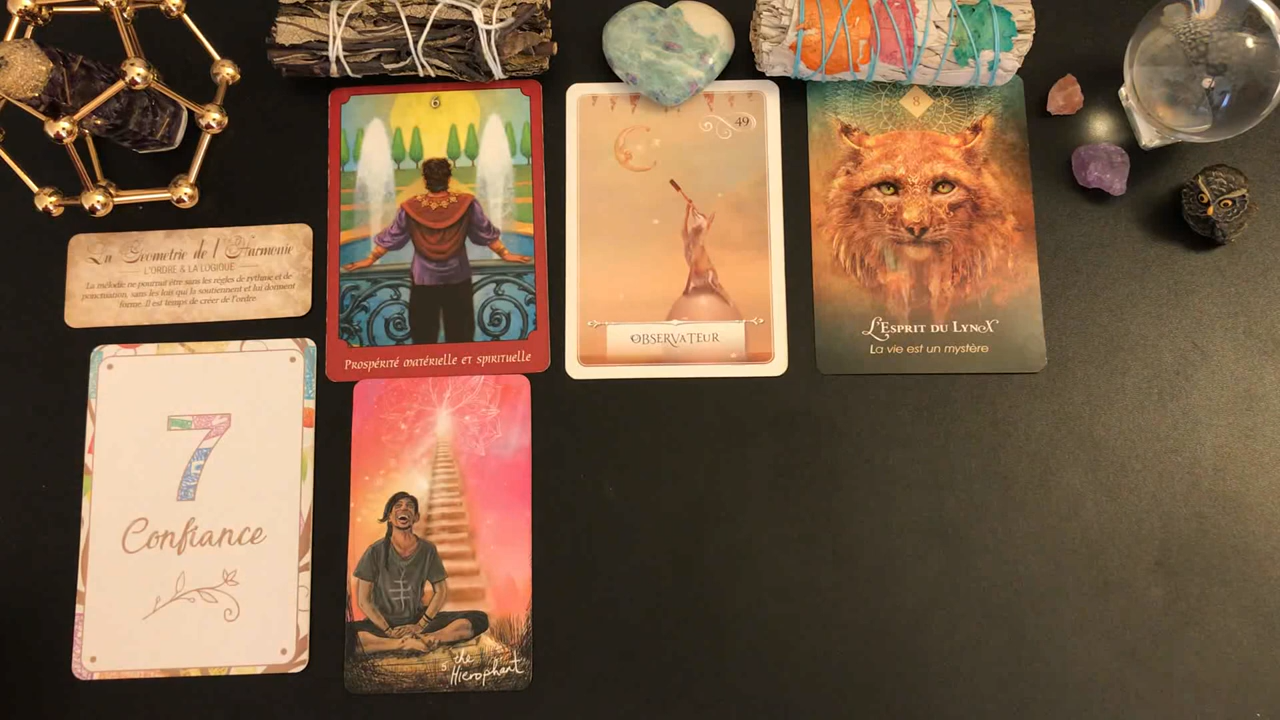 6
Prospérité matérielle et spirituelle
49
OBSERVATEUR
8
L'ESPRIT DU LYNX
La vie est un mystère
La Géométrie de l'Harmonie
L'ORDRE & LA LOGIQUE
La mélodie ne pourrait être sans les règles de rythme et de
ponctuation, sans les lois qui la soutiennent et lui donnent
forme. Il est temps de créer de l'ordre.
7
Confiance
5
the
Hierophant